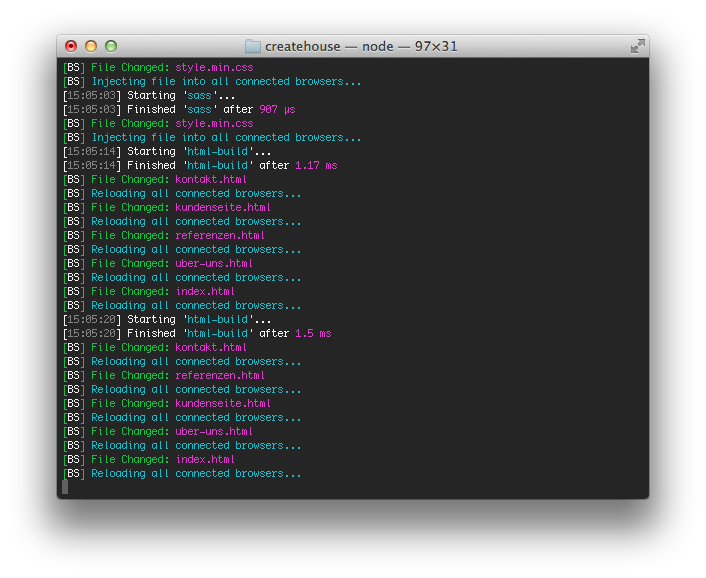 createhouse — node — 97×31
[BS] File Changed: style.min.css
[BS] Injecting file into all connected browsers...
[15:05:03] Starting 'sass'...
[15:05:03] Finished 'sass' after 907 μs
[BS] File Changed: style.min.css
[BS] Injecting file into all connected browsers...
[15:05:14] Starting 'html-build'...
[15:05:14] Finished 'html-build' after 1.17 ms
[BS] File Changed: kontakt.html
[BS] Reloading all connected browsers...
[BS] File Changed: kundenseite.html
[BS] Reloading all connected browsers...
[BS] File Changed: referenzen.html
[BS] Reloading all connected browsers...
[BS] File Changed: uber-uns.html
[BS] Reloading all connected browsers...
[BS] File Changed: index.html
[BS] Reloading all connected browsers...
[15:05:20] Starting 'html-build'...
[15:05:20] Finished 'html-build' after 1.5 ms
[BS] File Changed: kontakt.html
[BS] Reloading all connected browsers...
[BS] File Changed: referenzen.html
[BS] Reloading all connected browsers...
[BS] File Changed: kundenseite.html
[BS] Reloading all connected browsers...
[BS] File Changed: uber-uns.html
[BS] Reloading all connected browsers...
[BS] File Changed: index.html
[BS] Reloading all connected browsers...